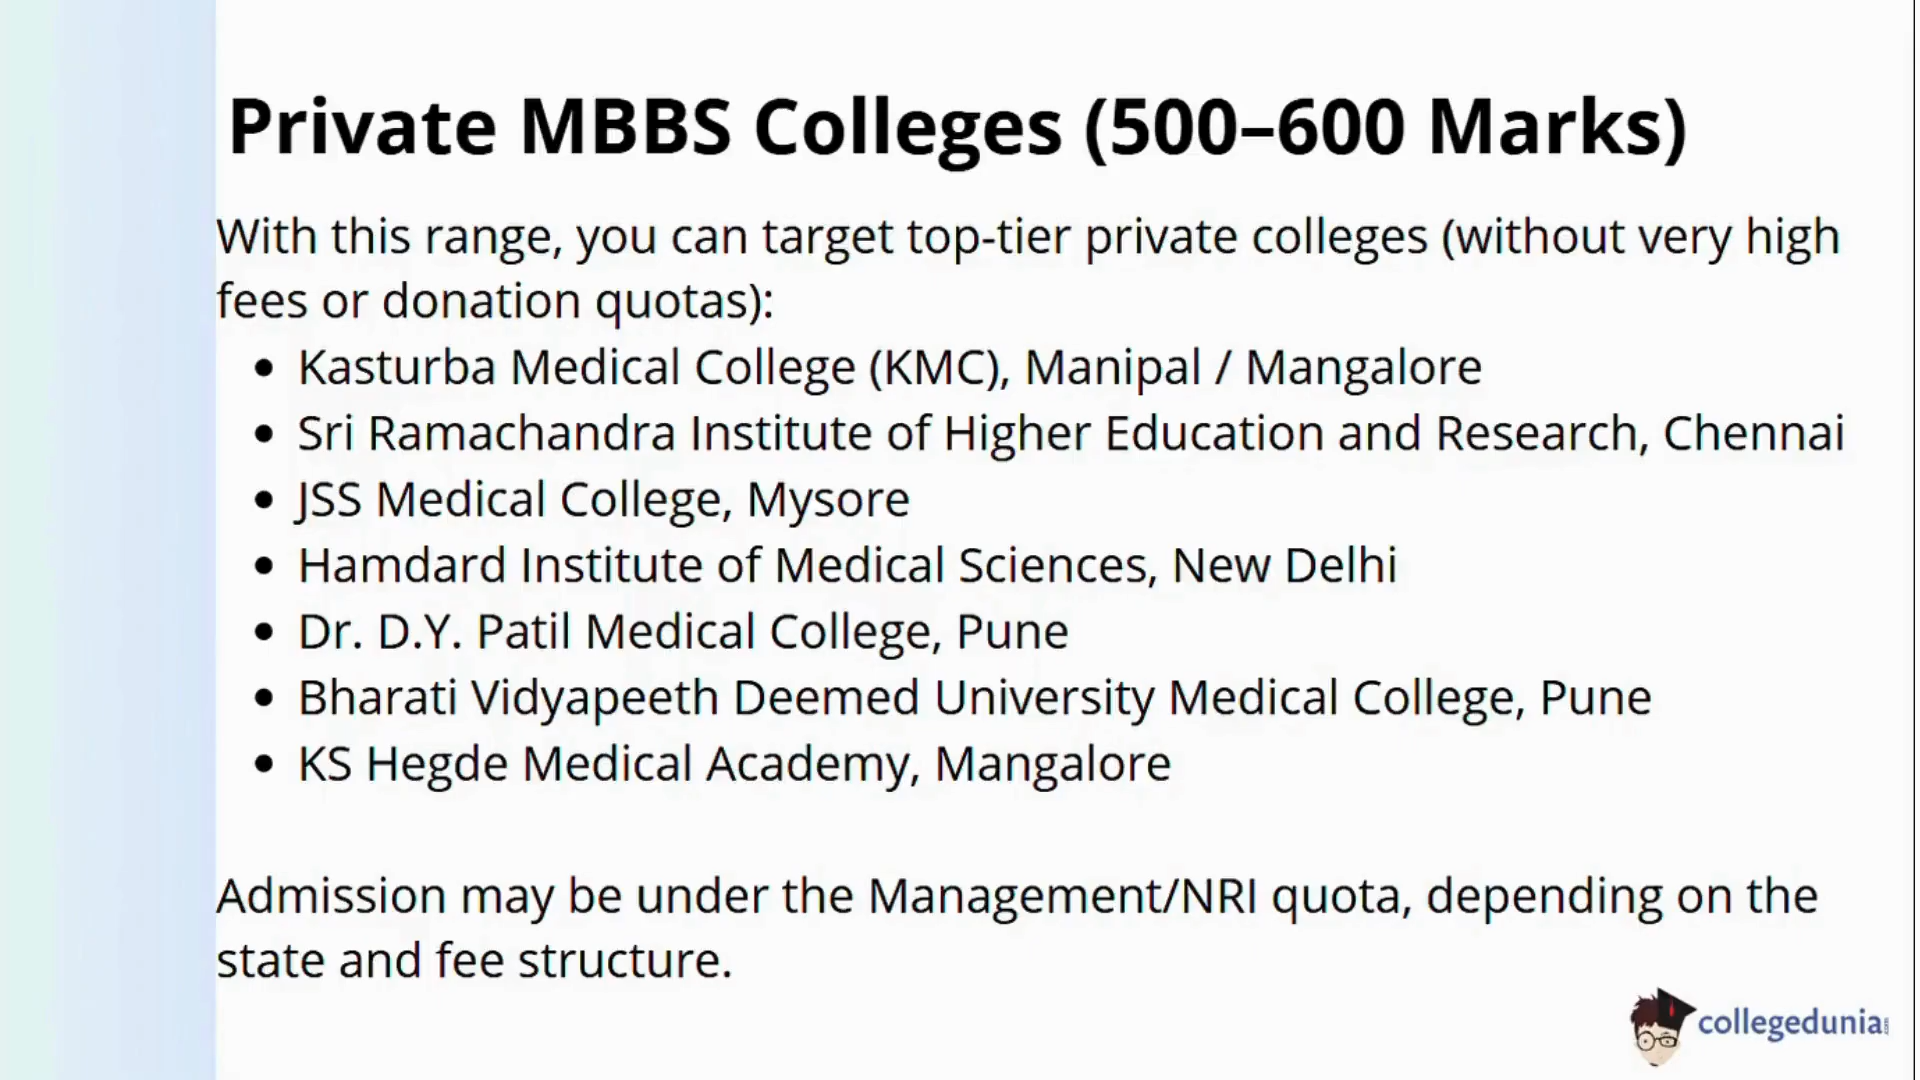 Private MBBS Colleges (500–600 Marks)
With this range, you can target top-tier private colleges (without very high
fees or donation quotas):
• Kasturba Medical College (KMC), Manipal / Mangalore
• Sri Ramachandra Institute of Higher Education and Research, Chennai
• JSS Medical College, Mysore
• Hamdard Institute of Medical Sciences, New Delhi
• Dr. D.Y. Patil Medical College, Pune
• Bharati Vidyapeeth Deemed University Medical College, Pune
• KS Hegde Medical Academy, Mangalore
Admission may be under the Management/NRI quota, depending on the
state and fee structure.
collegedunia